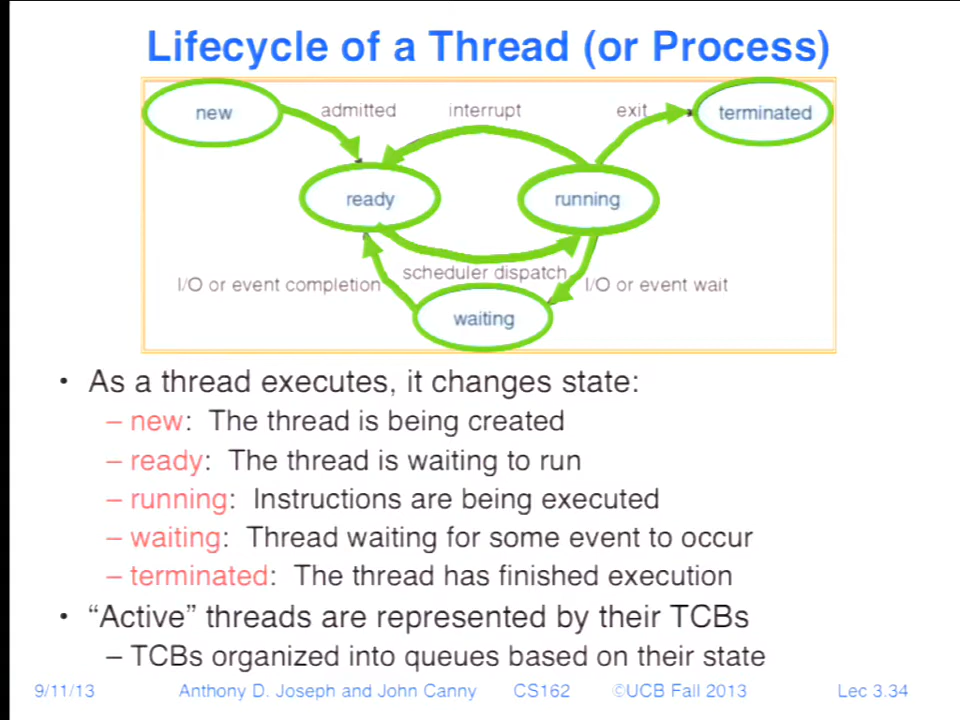 Lifecycle of a Thread (or Process)
new
admitted
interrupt
exit
terminated
ready
running
I/O or event completion
scheduler dispatch
I/O or event wait
waiting
• As a thread executes, it changes state:
– new: The thread is being created
– ready: The thread is waiting to run
– running: Instructions are being executed
– waiting: Thread waiting for some event to occur
– terminated: The thread has finished execution
• “Active” threads are represented by their TCBs
– TCBs organized into queues based on their state
9/11/13 Anthony D. Joseph and John Canny CS162 ©UCB Fall 2013 Lec 3.34